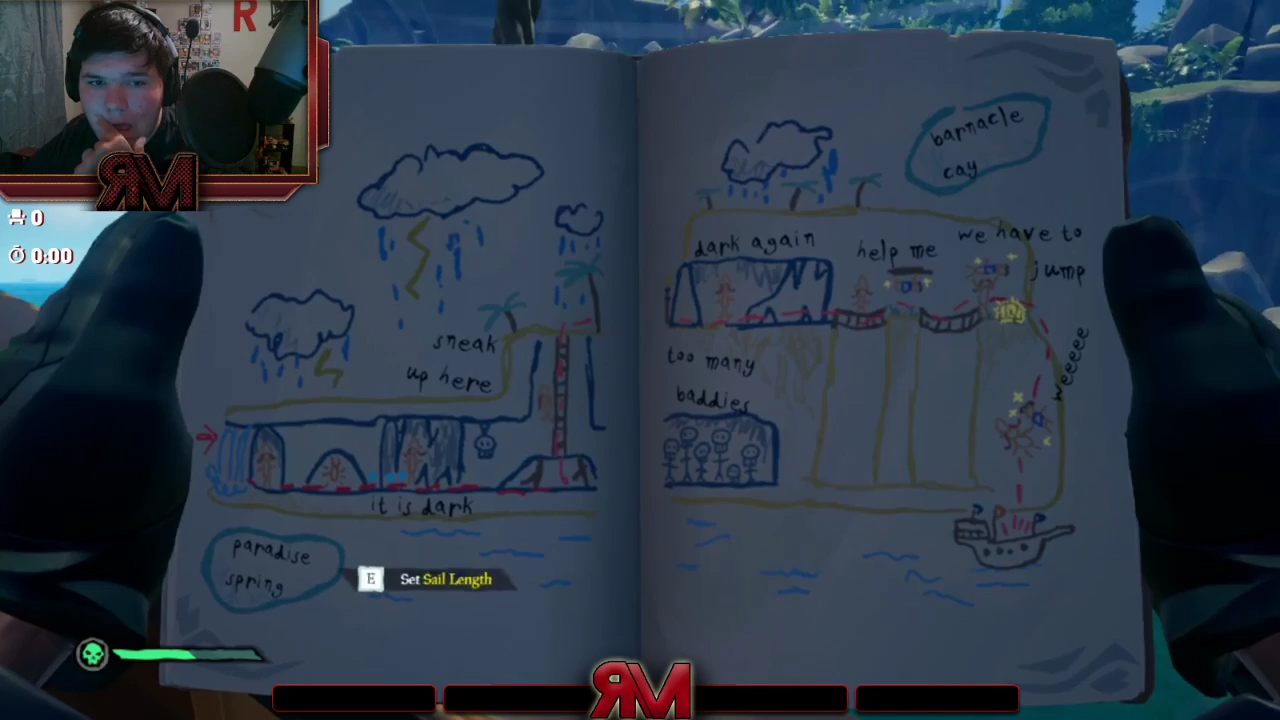 R
0
0:00
RM
sneak
up here
it is dark
paradise
spring
E Set Sail Length
barnacle
cay
dark again
help me
we have to
jump
weeeee
too many
baddies
RM